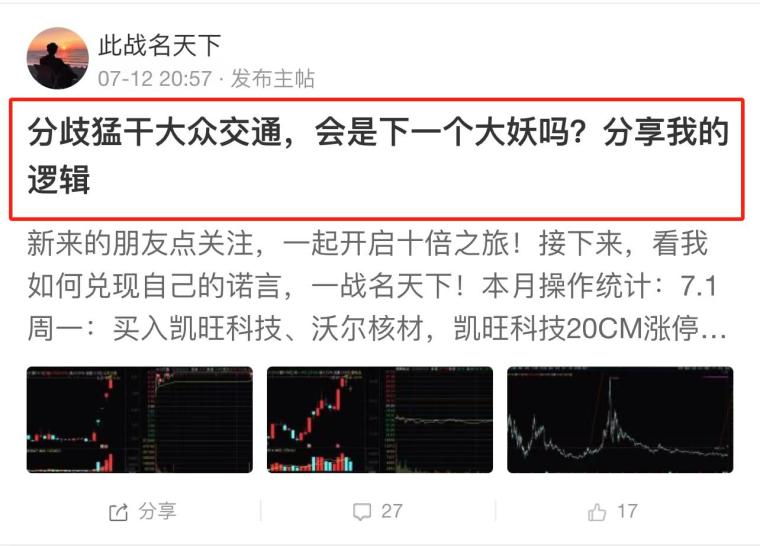 此战名天下
07-12 20:57 · 发布主帖
分歧猛干大众交通，会是下一个大妖吗？分享我的
逻辑
新来的朋友点关注，一起开启十倍之旅！接下来，看我
如何兑现自己的诺言，一战名天下！本月操作统计：7.1
周一：买入凯旺科技、沃尔核材，凯旺科技20CM涨停...
分享
27
17